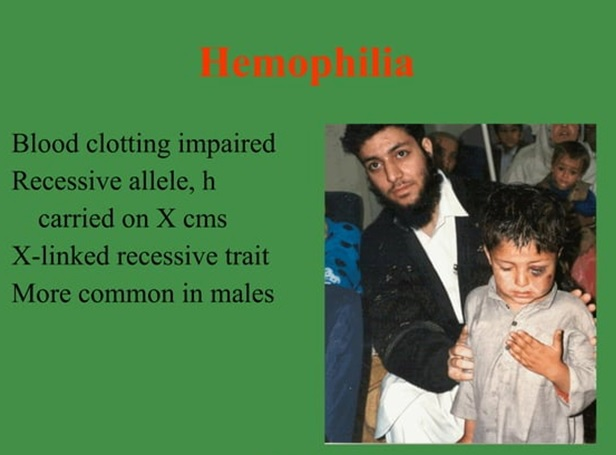 Hemophilia
Blood clotting impaired
Recessive allele, h
carried on X cms
X-linked recessive trait
More common in males